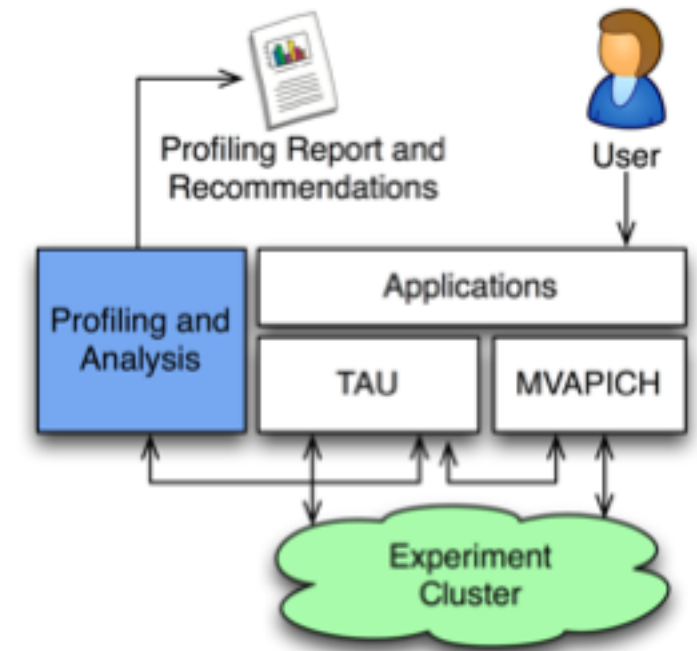 Profiling Report and
Recommendations
User
Applications
Profiling and
Analysis
TAU
MVAPICH
Experiment
Cluster